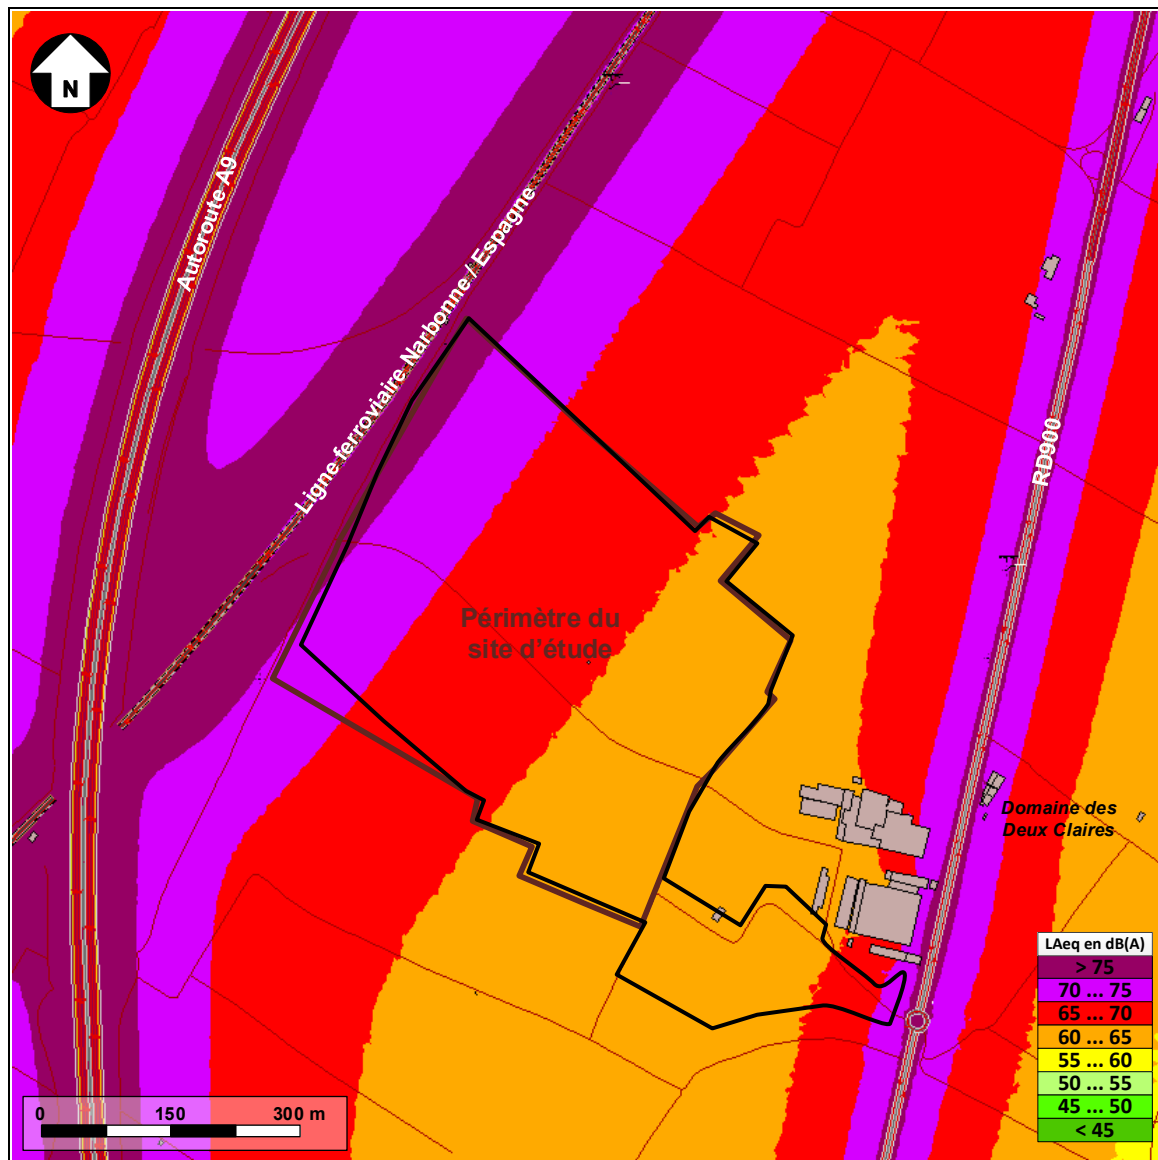 N
Autoroute A9
Ligne ferroviaire Narbonne / Espagne
RD900
Périmètre du
site d'étude
Domaine des
Deux Claires
LAeq en dB(A)
> 75
70 ... 75
65 ... 70
60 ... 65
55 ... 60
50 ... 55
45 ... 50
< 45
0 150 300 m